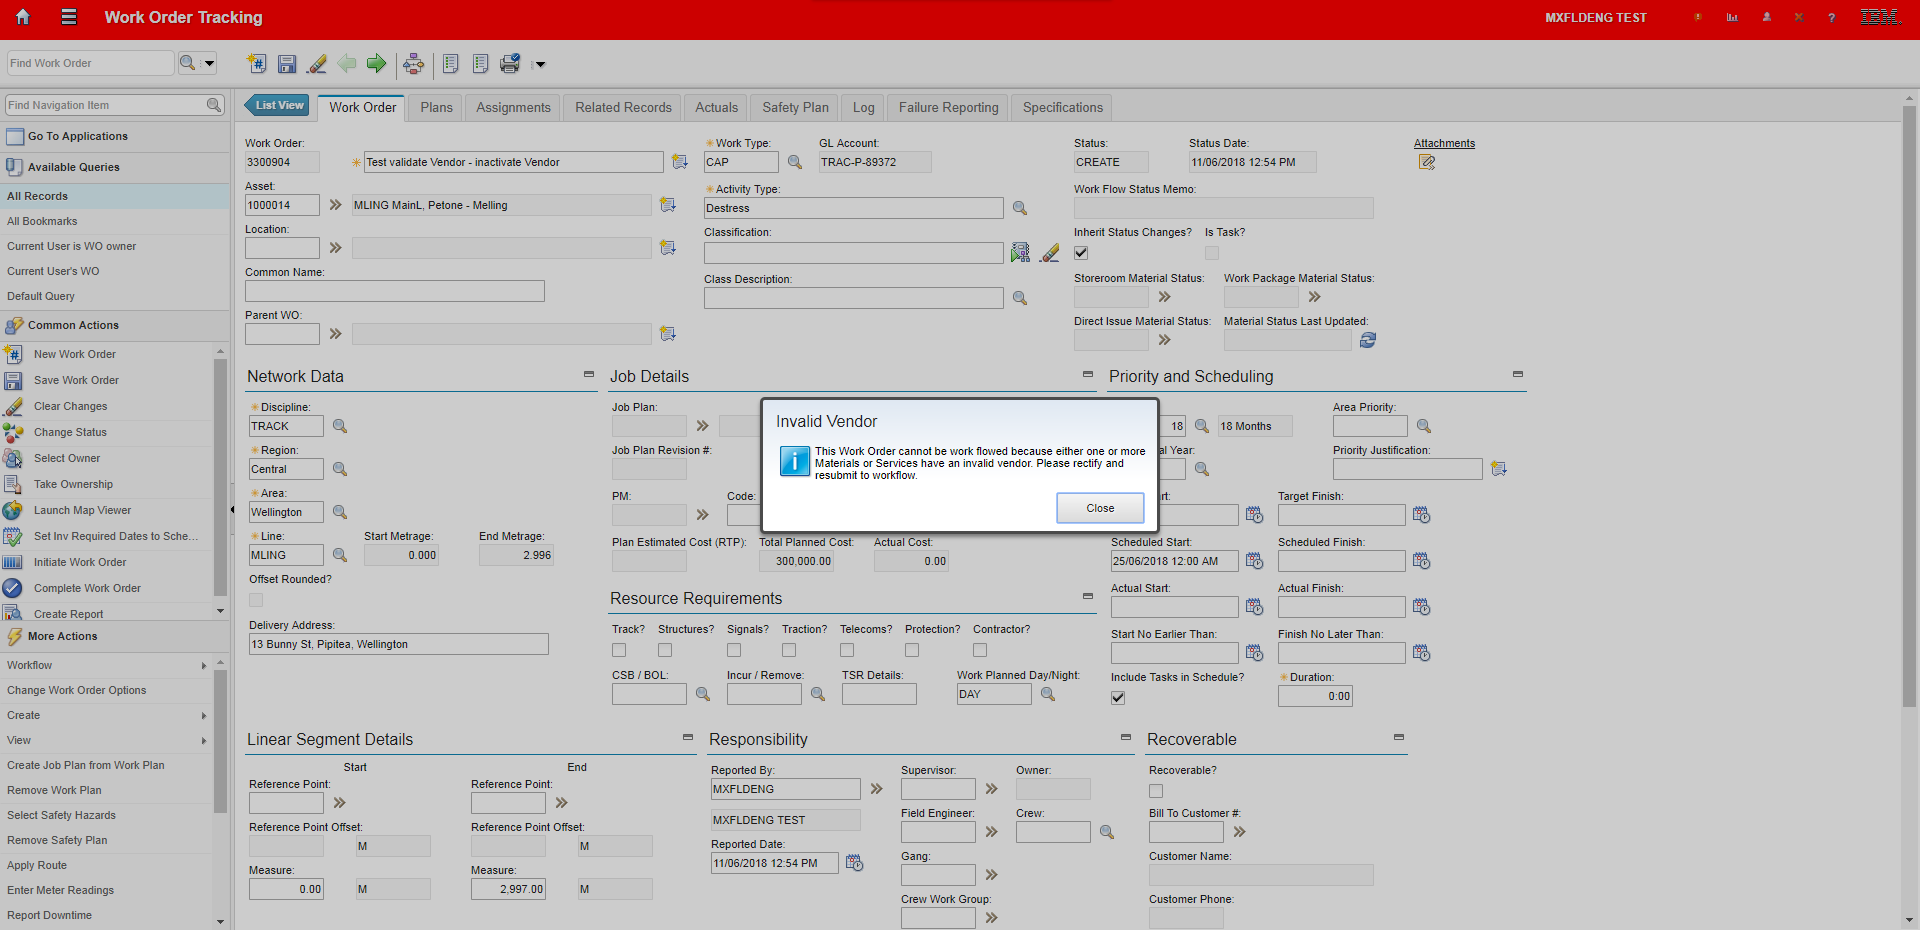 Work Order Tracking
MXFLDENG TEST
?
IBM.
Find Work Order
Find Navigation Item
Go To Applications
Available Queries
All Records
All Bookmarks
Current User is WO owner
Current User's WO
Default Query
Common Actions
New Work Order
Save Work Order
Clear Changes
Change Status
Select Owner
Take Ownership
Launch Map Viewer
Set Inv Required Dates to Sche...
Initiate Work Order
Complete Work Order
Create Report
More Actions
Workflow
Change Work Order Options
Create
View
Create Job Plan from Work Plan
Remove Work Plan
Select Safety Hazards
Remove Safety Plan
Apply Route
Enter Meter Readings
Report Downtime
List View
Work Order
Plans
Assignments
Related Records
Actuals
Safety Plan
Log
Failure Reporting
Specifications
Work Order:
3300904
Test validate Vendor - inactivate Vendor
Asset:
1000014
MLING MainL, Petone - Melling
Location:
Common Name:
Parent WO:
Work Type:
CAP
GL Account:
TRAC-P-89372
Activity Type:
Destress
Classification:
Class Description:
Status:
CREATE
Status Date:
11/06/2018 12:54 PM
Attachments
Work Flow Status Memo:
Inherit Status Changes?
Is Task?
Storeroom Material Status:
Work Package Material Status:
Direct Issue Material Status:
Material Status Last Updated:
Network Data
Discipline:
TRACK
Region:
Central
Area:
Wellington
Line:
MLING
Start Metrage:
0.000
End Metrage:
2.996
Offset Rounded?
Delivery Address:
13 Bunny St, Pipitea, Wellington
Job Details
Job Plan:
Job Plan Revision #:
PM:
Code:
Plan Estimated Cost (RTP):
Total Planned Cost:
300,000.00
Actual Cost:
0.00
Invalid Vendor
This Work Order cannot be work flowed because either one or more
Materials or Services have an invalid vendor. Please rectify and
resubmit to workflow.
Close
Priority and Scheduling
18
18 Months
Area Priority:
al Year:
Priority Justification:
rt:
Target Finish:
Scheduled Start:
25/06/2018 12:00 AM
Scheduled Finish:
Actual Start:
Actual Finish:
Start No Earlier Than:
Finish No Later Than:
Include Tasks in Schedule?
Duration:
0:00
Resource Requirements
Track?
Structures?
Signals?
Traction?
Telecoms?
Protection?
Contractor?
CSB / BOL:
Incur / Remove:
TSR Details:
Work Planned Day/Night:
DAY
Linear Segment Details
Start
End
Reference Point:
Reference Point:
Reference Point Offset:
M
Reference Point Offset:
M
Measure:
0.00
M
Measure:
2,997.00
M
Responsibility
Reported By:
MXFLDENG
MXFLDENG TEST
Reported Date:
11/06/2018 12:54 PM
Supervisor:
Owner:
Field Engineer:
Crew:
Gang:
Crew Work Group:
Recoverable
Recoverable?
Bill To Customer #:
Customer Name:
Customer Phone: